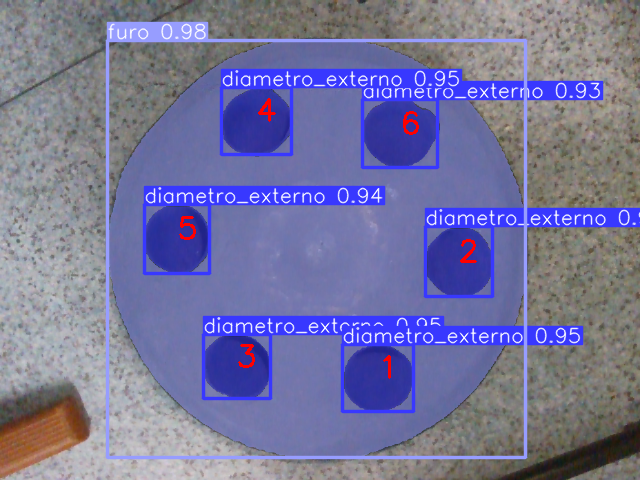 furo 0.98
diametro_externo 0.95
diametro_externo 0.93
4
6
diametro_externo 0.94
5
diametro_externo
2
diametro_externo 0.95
diametro_externo 0.95
3
1